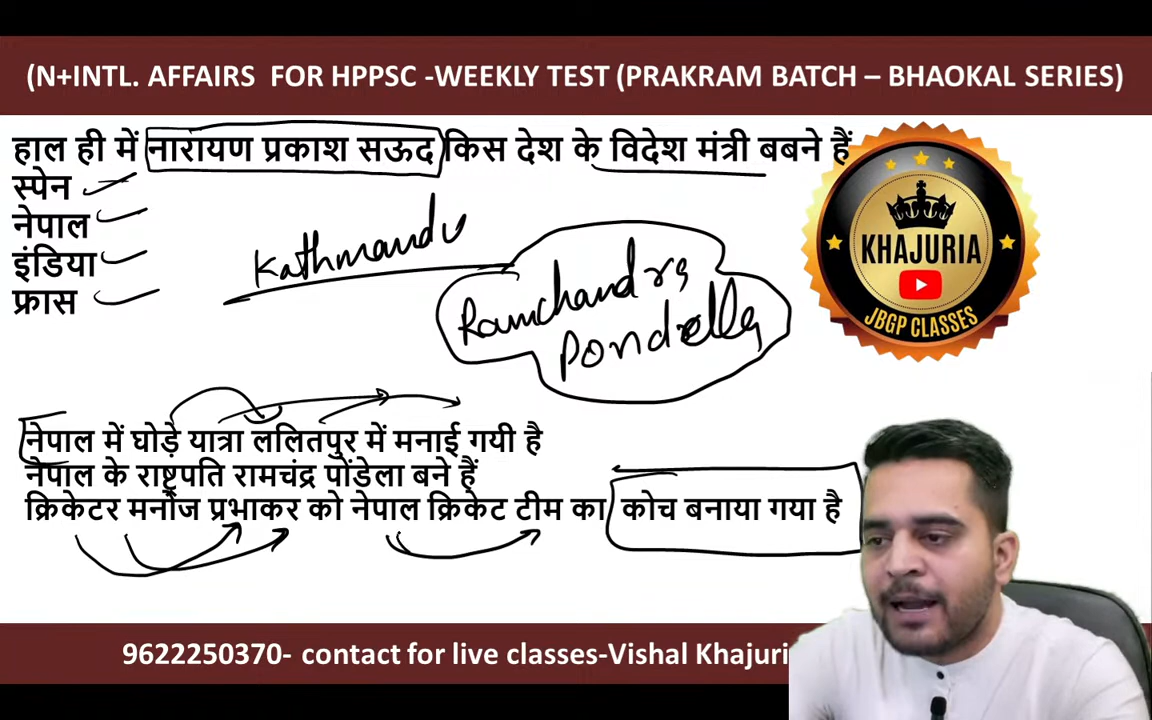 (N+INTL. AFFAIRS FOR HPPSC -WEEKLY TEST (PRAKRAM BATCH – BHAOKAL SERIES)
हाल ही में नारायण प्रकाश सऊद किस देश के विदेश मंत्री बबने हैं
स्पेन
नेपाल
इंडिया
फ्रास
Kathmandu
Ramchandra
Pondella
KHAJURIA
JBGP CLASSES
नेपाल में घोड़े यात्रा ललितपुर में मनाई गयी है
नेपाल के राष्ट्रपति रामचंद्र पोंडेला बने हैं
क्रिकेटर मनोज प्रभाकर को नेपाल क्रिकेट टीम का कोच बनाया गया है
9622250370- contact for live classes-Vishal Khajuri